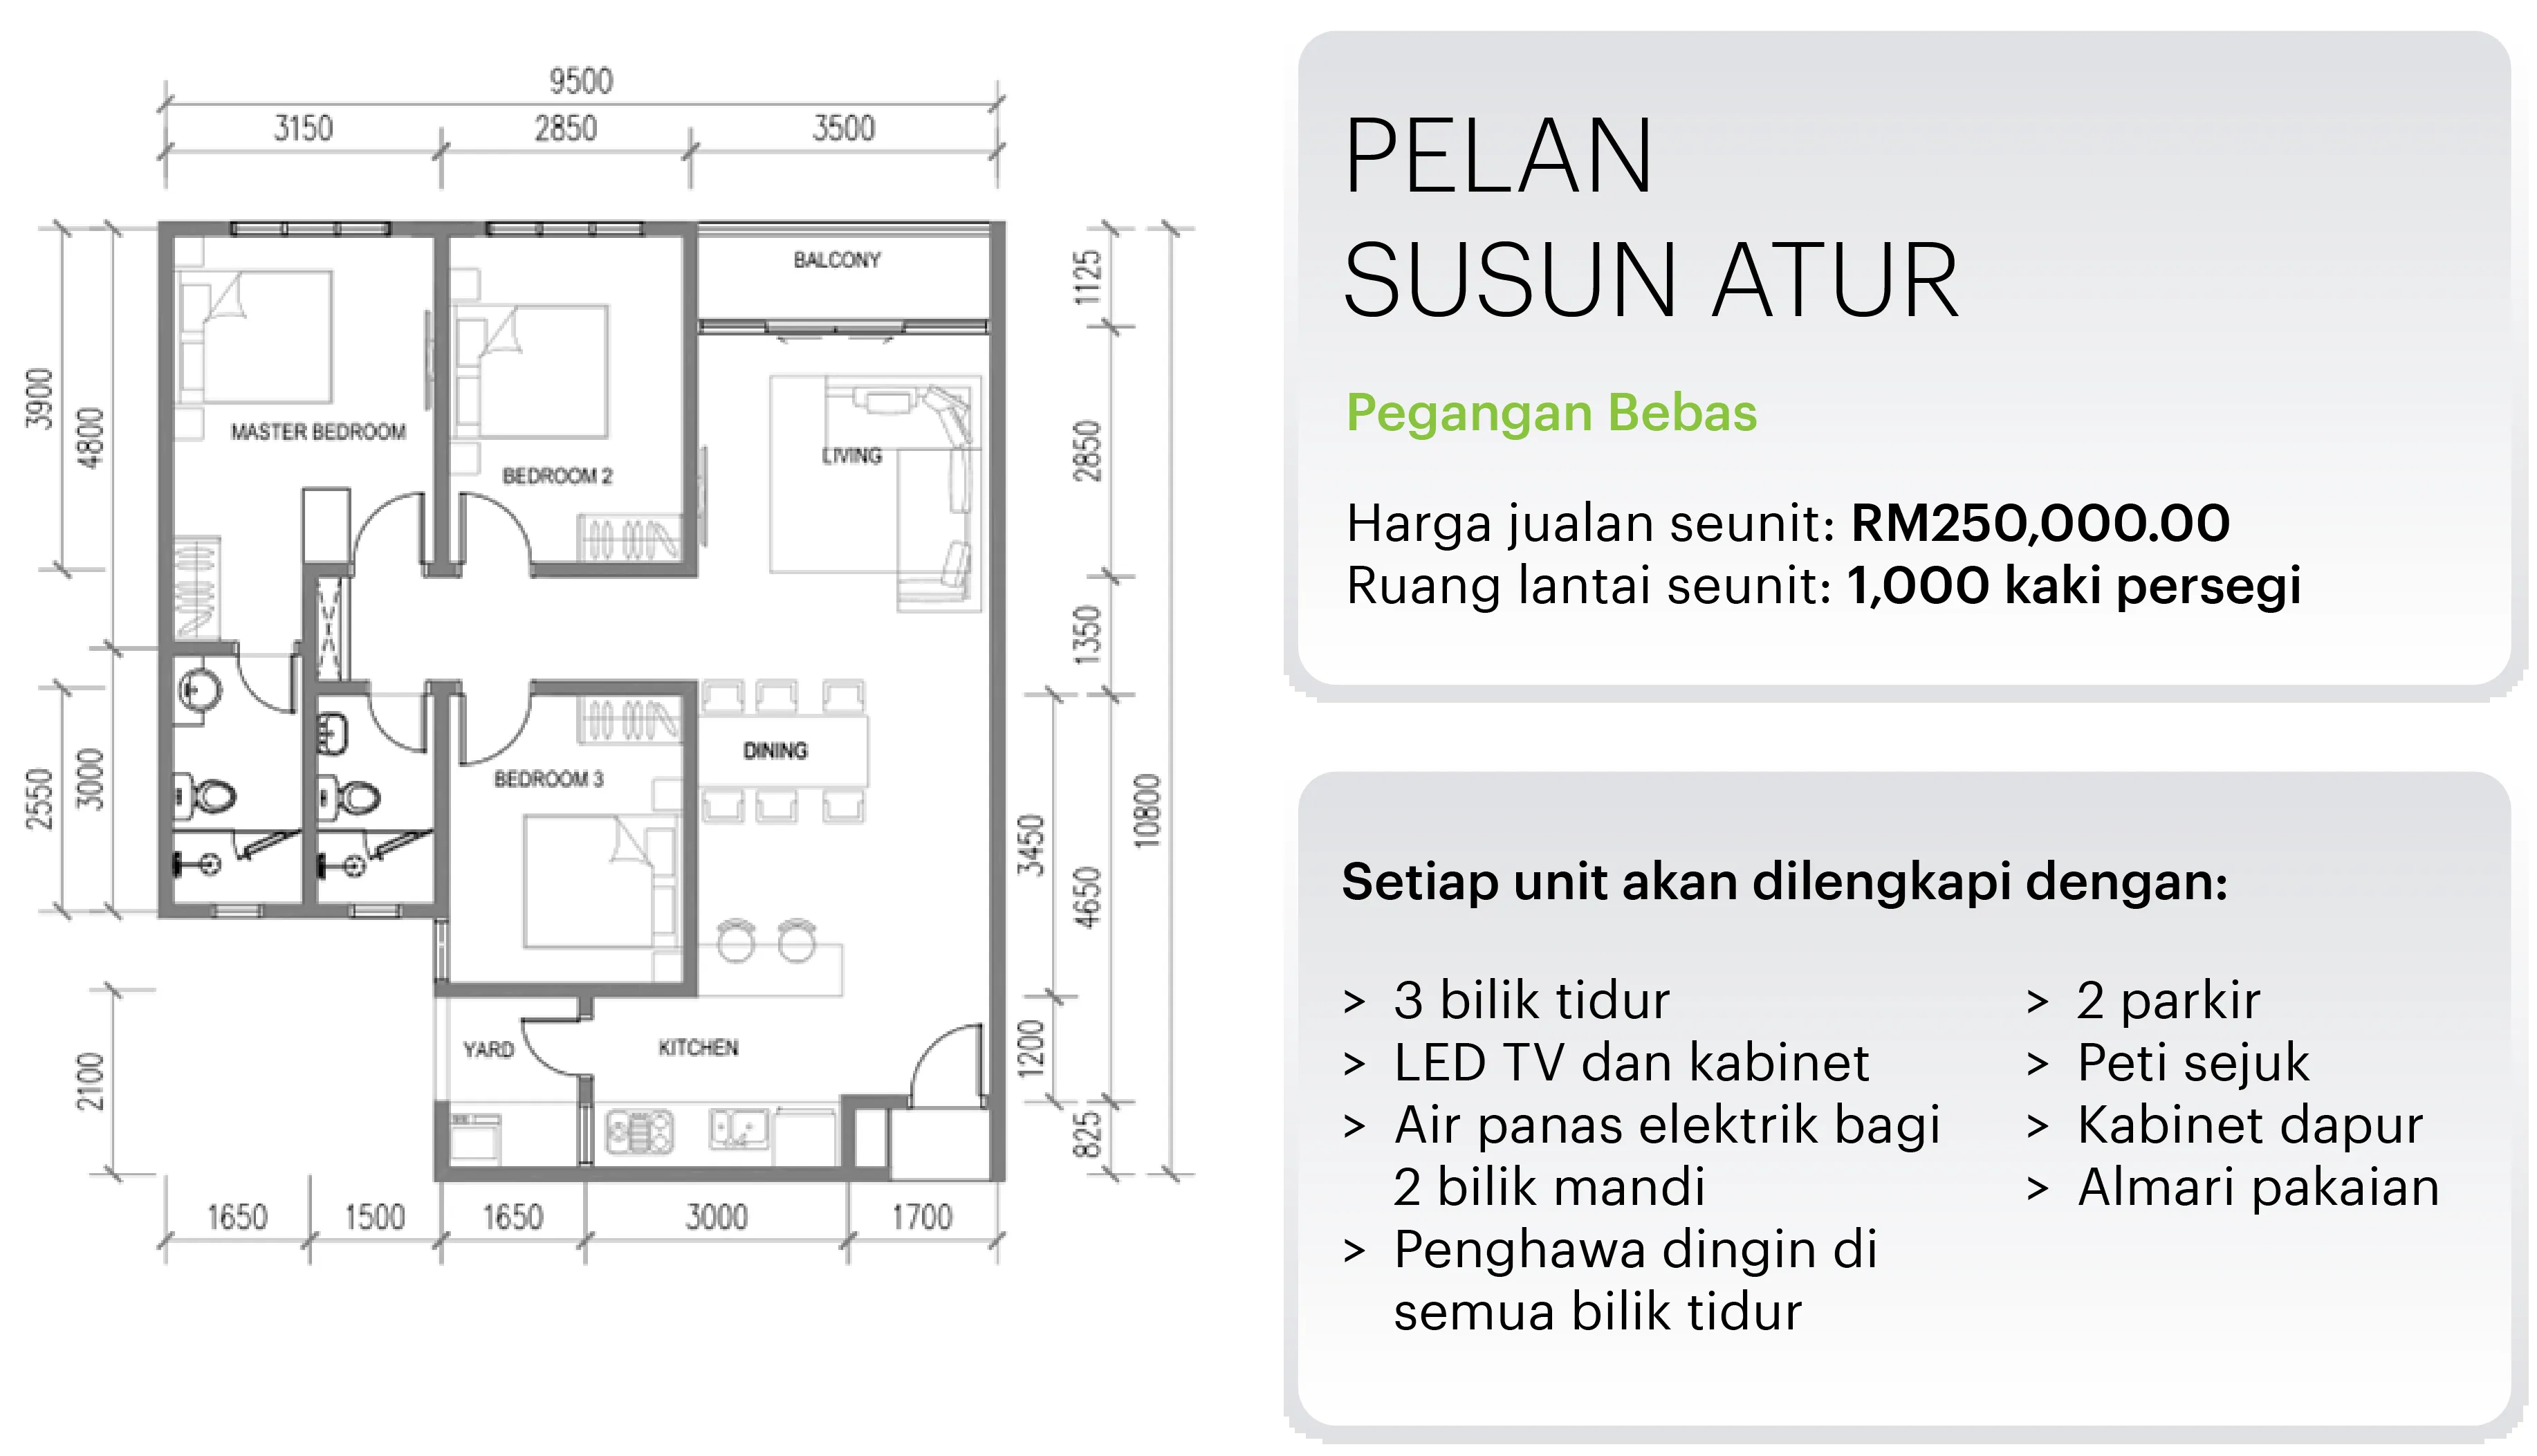 9500
3150
2850
3500
BALCONY
1125
3900
4800
MASTER BEDROOM
BEDROOM 2
LIVING
2850
1350
2550
3000
DINING
BEDROOM 3
3450
4650
10800
YARD
KITCHEN
1200
2100
825
1650
1500
1650
3000
1700
PELAN
SUSUN ATUR
Pegangan Bebas
Harga jualan seunit: RM250,000.00
Ruang lantai seunit: 1,000 kaki persegi
Setiap unit akan dilengkapi dengan:
> 3 bilik tidur
> LED TV dan kabinet
> Air panas elektrik bagi
2 bilik mandi
> Penghawa dingin di
semua bilik tidur
> 2 parkir
> Peti sejuk
> Kabinet dapur
> Almari pakaian